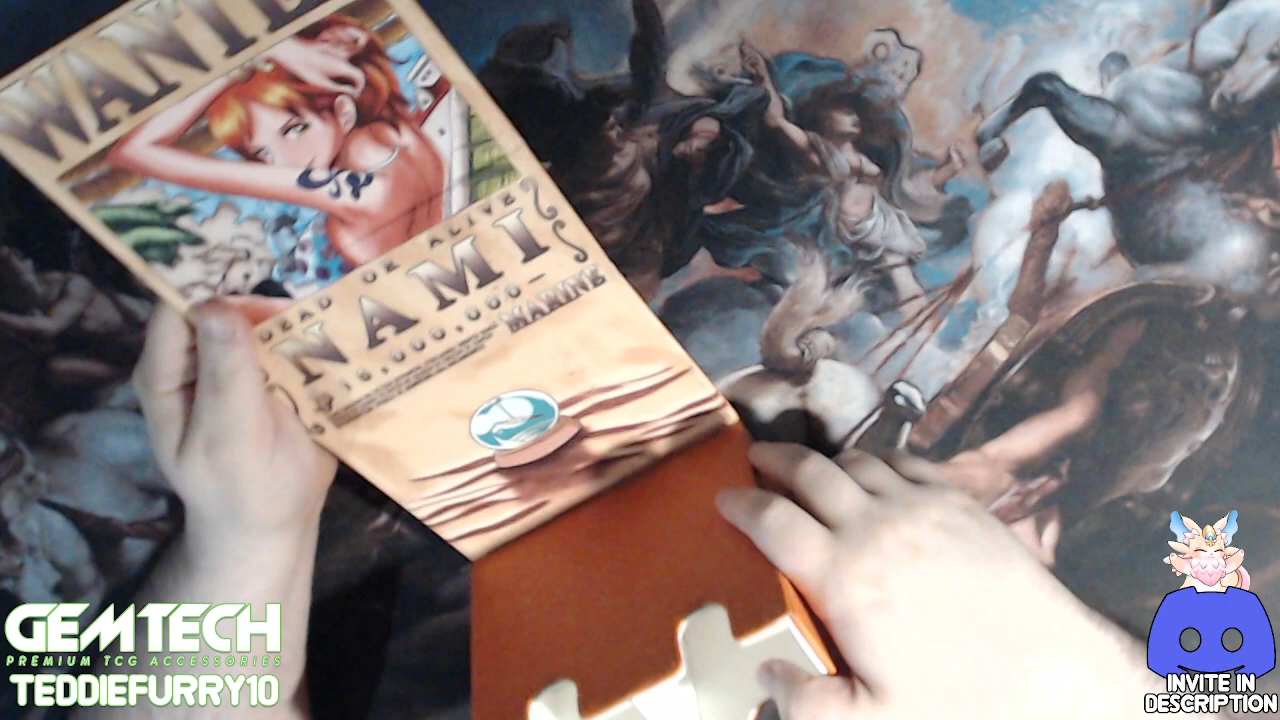 WANTED
DEAD OR ALIVE
NAMI
16,000,000 —
MARINE
GEMTECH
PREMIUM TCG ACCESSORIES
TEDDIEFURRY10
INVITE IN
DESCRIPTION